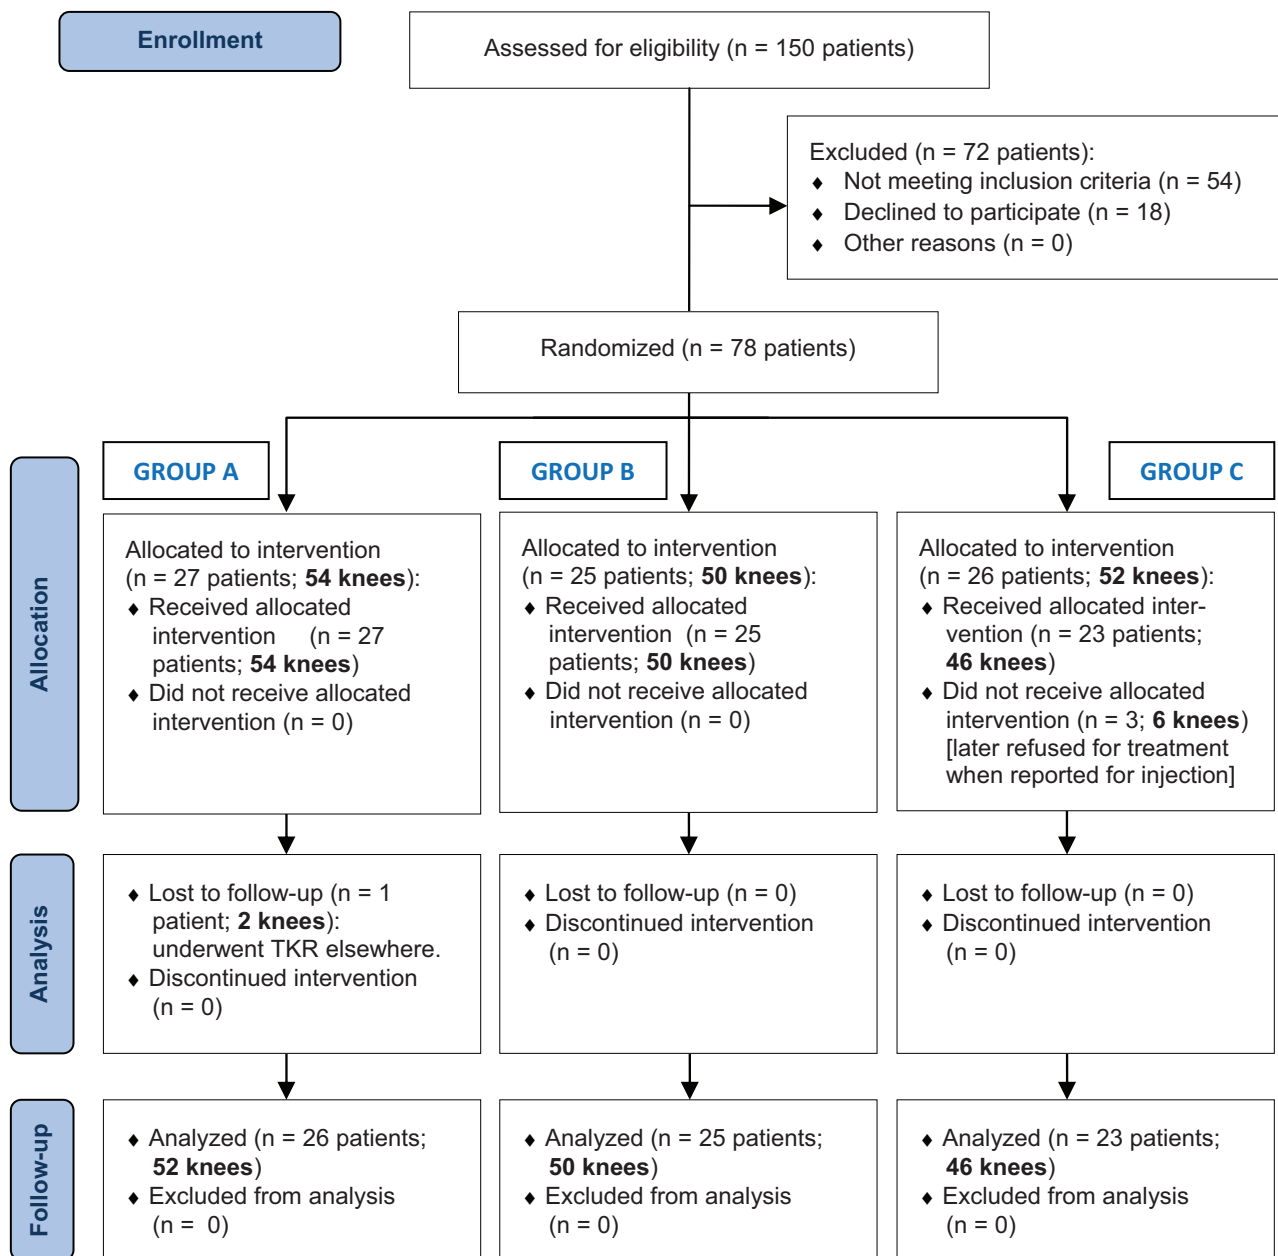 Enrollment
Assessed for eligibility (n = 150 patients)
Excluded (n = 72 patients):
♦ Not meeting inclusion criteria (n = 54)
♦ Declined to participate (n = 18)
♦ Other reasons (n = 0)
Randomized (n = 78 patients)
Allocation
GROUP A
Allocated to intervention
(n = 27 patients; 54 knees):
♦ Received allocated
intervention (n = 27
patients; 54 knees)
♦ Did not receive allocated
intervention (n = 0)
GROUP B
Allocated to intervention
(n = 25 patients; 50 knees):
♦ Received allocated
intervention (n = 25
patients; 50 knees)
♦ Did not receive allocated
intervention (n = 0)
GROUP C
Allocated to intervention
(n = 26 patients; 52 knees):
♦ Received allocated inter-
vention (n = 23 patients;
46 knees)
♦ Did not receive allocated
intervention (n = 3; 6 knees)
[later refused for treatment
when reported for injection]
Analysis
♦ Lost to follow-up (n = 1
patient; 2 knees):
underwent TKR elsewhere.
♦ Discontinued intervention
(n = 0)
♦ Lost to follow-up (n = 0)
♦ Discontinued intervention
(n = 0)
♦ Lost to follow-up (n = 0)
♦ Discontinued intervention
(n = 0)
Follow-up
♦ Analyzed (n = 26 patients;
52 knees)
♦ Excluded from analysis
(n = 0)
♦ Analyzed (n = 25 patients;
50 knees)
♦ Excluded from analysis
(n = 0)
♦ Analyzed (n = 23 patients;
46 knees)
♦ Excluded from analysis
(n = 0)